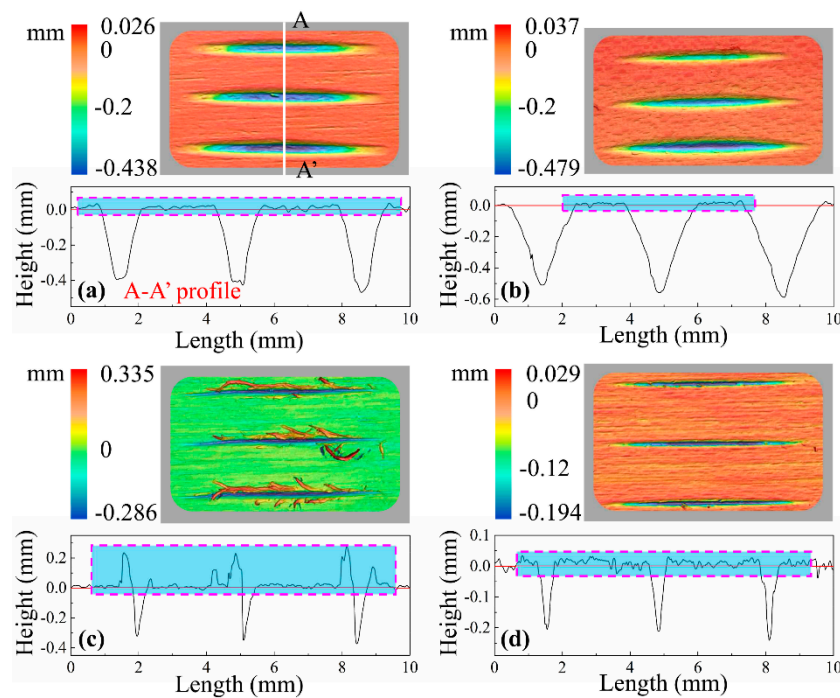 mm 0.026
0
-0.2
-0.438
A
A'
Height (mm)
0.0
-0.2
-0.4
(a) A-A' profile
0 2 4 6 8 10
Length (mm)
mm 0.037
0
-0.2
-0.479
Height (mm)
0.0
-0.2
-0.4
-0.6
(b)
0 2 4 6 8 10
Length (mm)
mm 0.335
0
-0.286
Height (mm)
0.2
0.0
-0.2
-0.4
(c)
0 2 4 6 8 10
Length (mm)
mm 0.029
0
-0.12
-0.194
Height (mm)
0.1
0.0
-0.1
-0.2
(d)
0 2 4 6 8 10
Length (mm)